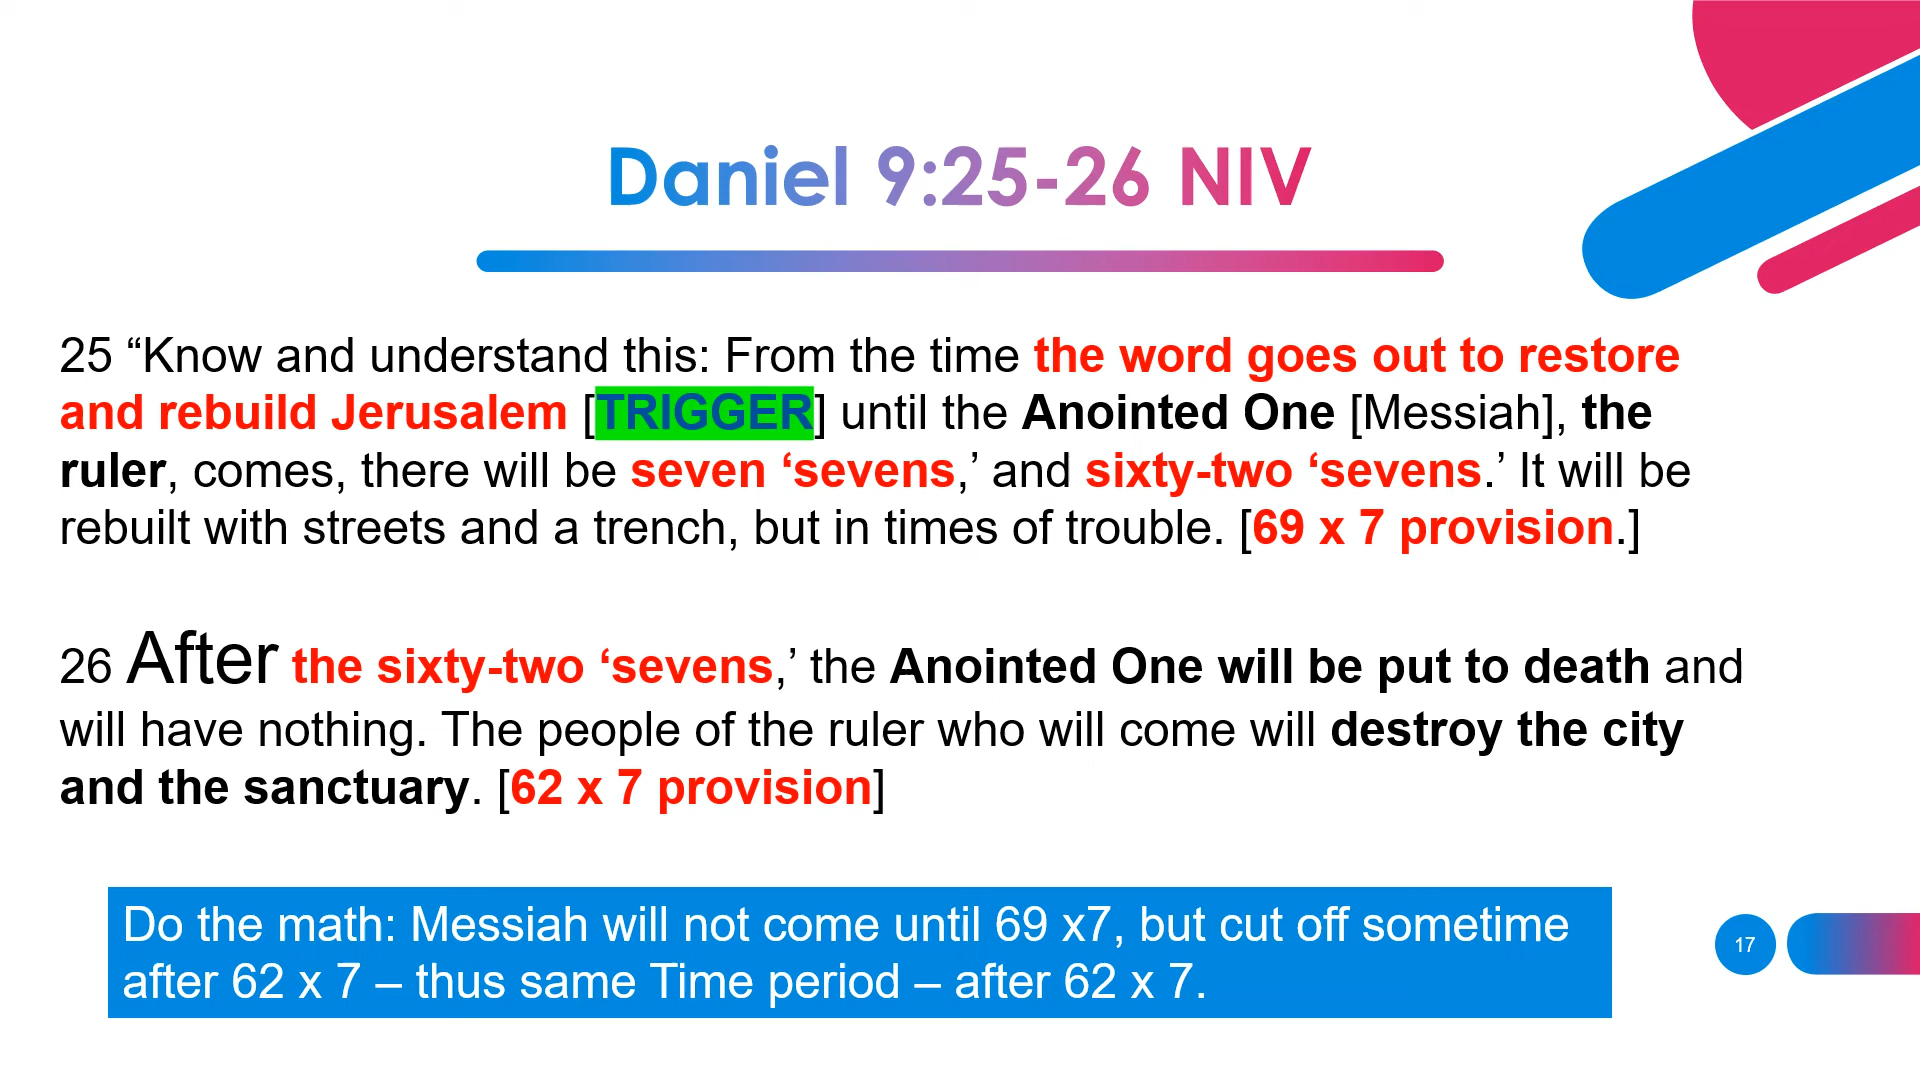 Daniel 9:25-26 NIV
25 “Know and understand this: From the time the word goes out to restore
and rebuild Jerusalem [TRIGGER] until the Anointed One [Messiah], the
ruler, comes, there will be seven ‘sevens,’ and sixty-two ‘sevens.’ It will be
rebuilt with streets and a trench, but in times of trouble. [69 x 7 provision.]
26 After the sixty-two ‘sevens,’ the Anointed One will be put to death and
will have nothing. The people of the ruler who will come will destroy the city
and the sanctuary. [62 x 7 provision]
Do the math: Messiah will not come until 69 x7, but cut off sometime
after 62 x 7 – thus same Time period – after 62 x 7.
17